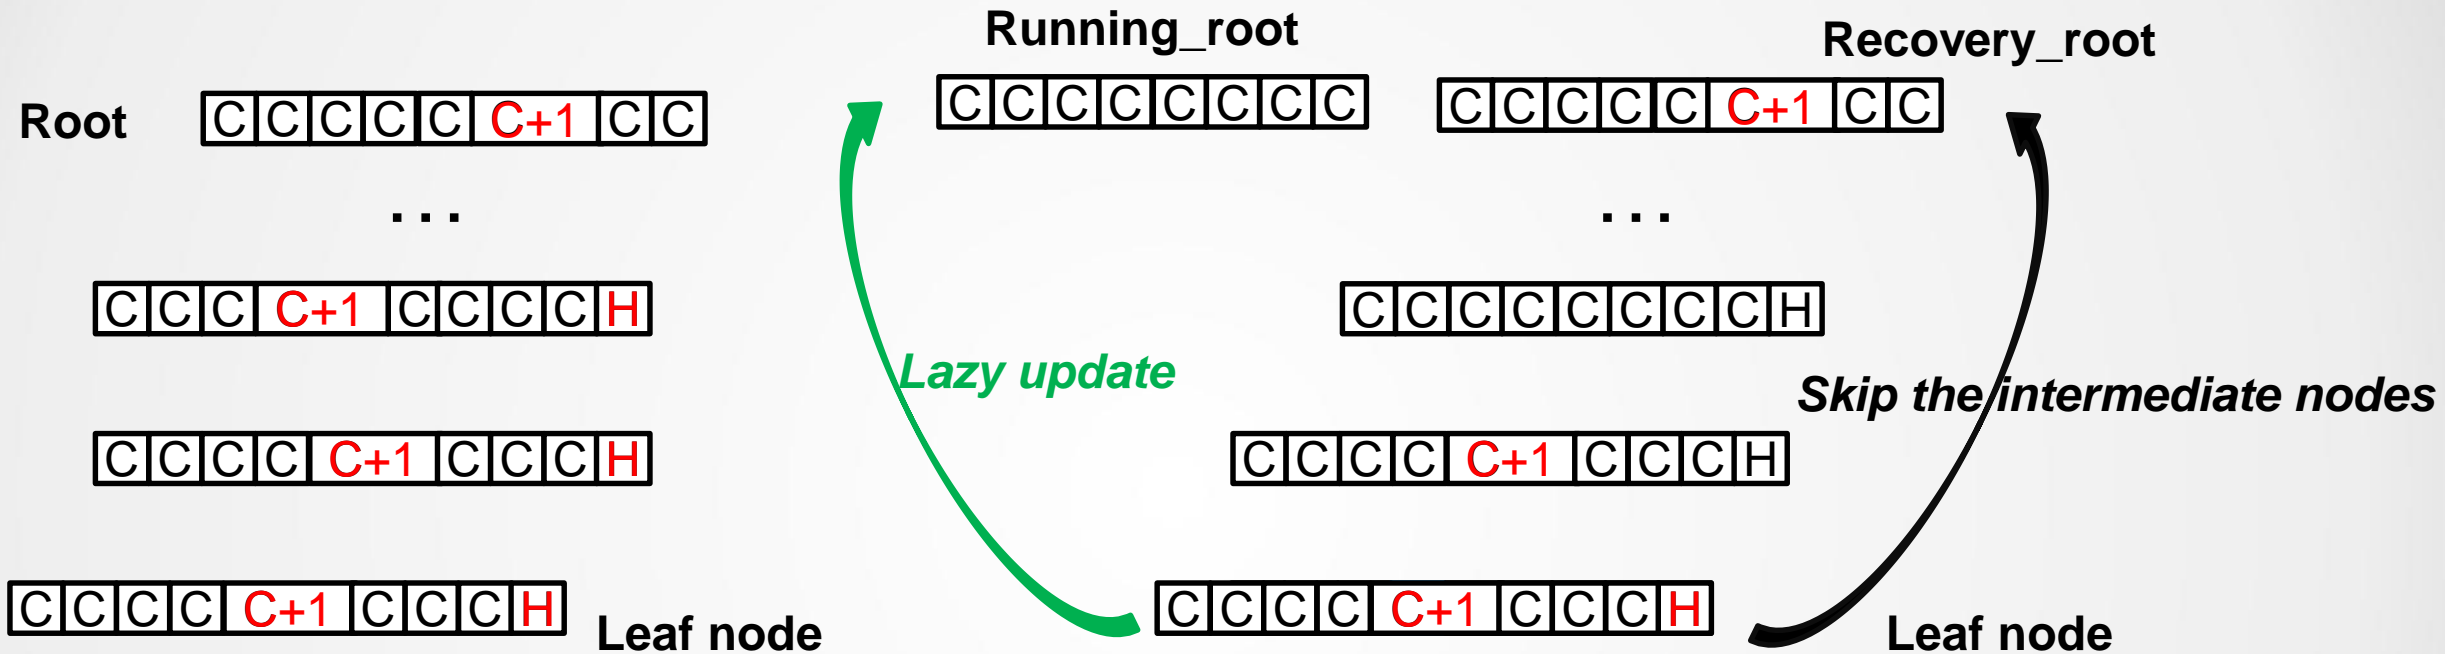 Running_root
Recovery_root
Root
C C C C C C+1 C C
C C C C C C C C
C C C C C C+1 C C
...
...
C C C C+1 C C C C H
C C C C C C C C H
Lazy update
Skip the intermediate nodes
C C C C C+1 C C C H
C C C C C+1 C C C H
C C C C C+1 C C C H
Leaf node
C C C C C+1 C C C H
Leaf node